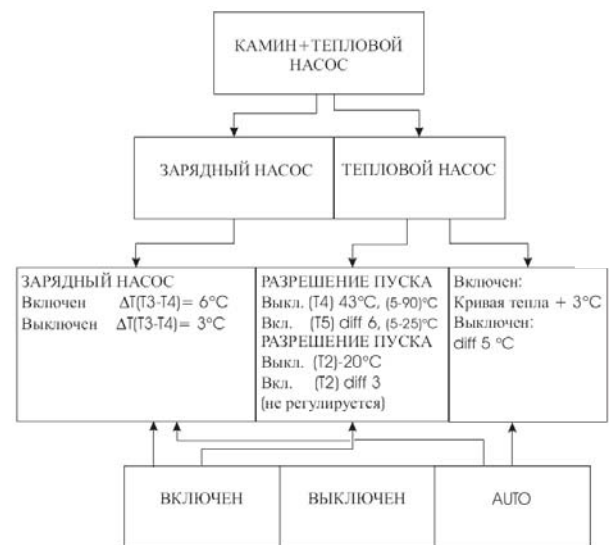 КАМИН+ТЕПЛОВОЙ
НАСОС
ЗАРЯДНЫЙ НАСОС
ТЕПЛОВОЙ НАСОС
ЗАРЯДНЫЙ НАСОС
Включен ΔT(T3-T4)= 6°C
Выключен ΔT(T3-T4)= 3°C
РАЗРЕШЕНИЕ ПУСКА
Выкл. (T4) 43°C, (5-90)°C
Вкл. (T5) diff 6, (5-25)°C
РАЗРЕШЕНИЕ ПУСКА
Выкл. (T2)-20°C
Вкл. (T2) diff 3
(не регулируется)
Включен:
Кривая тепла + 3°C
Выключен:
diff 5 °C
ВКЛЮЧЕН
ВЫКЛЮЧЕН
AUTO